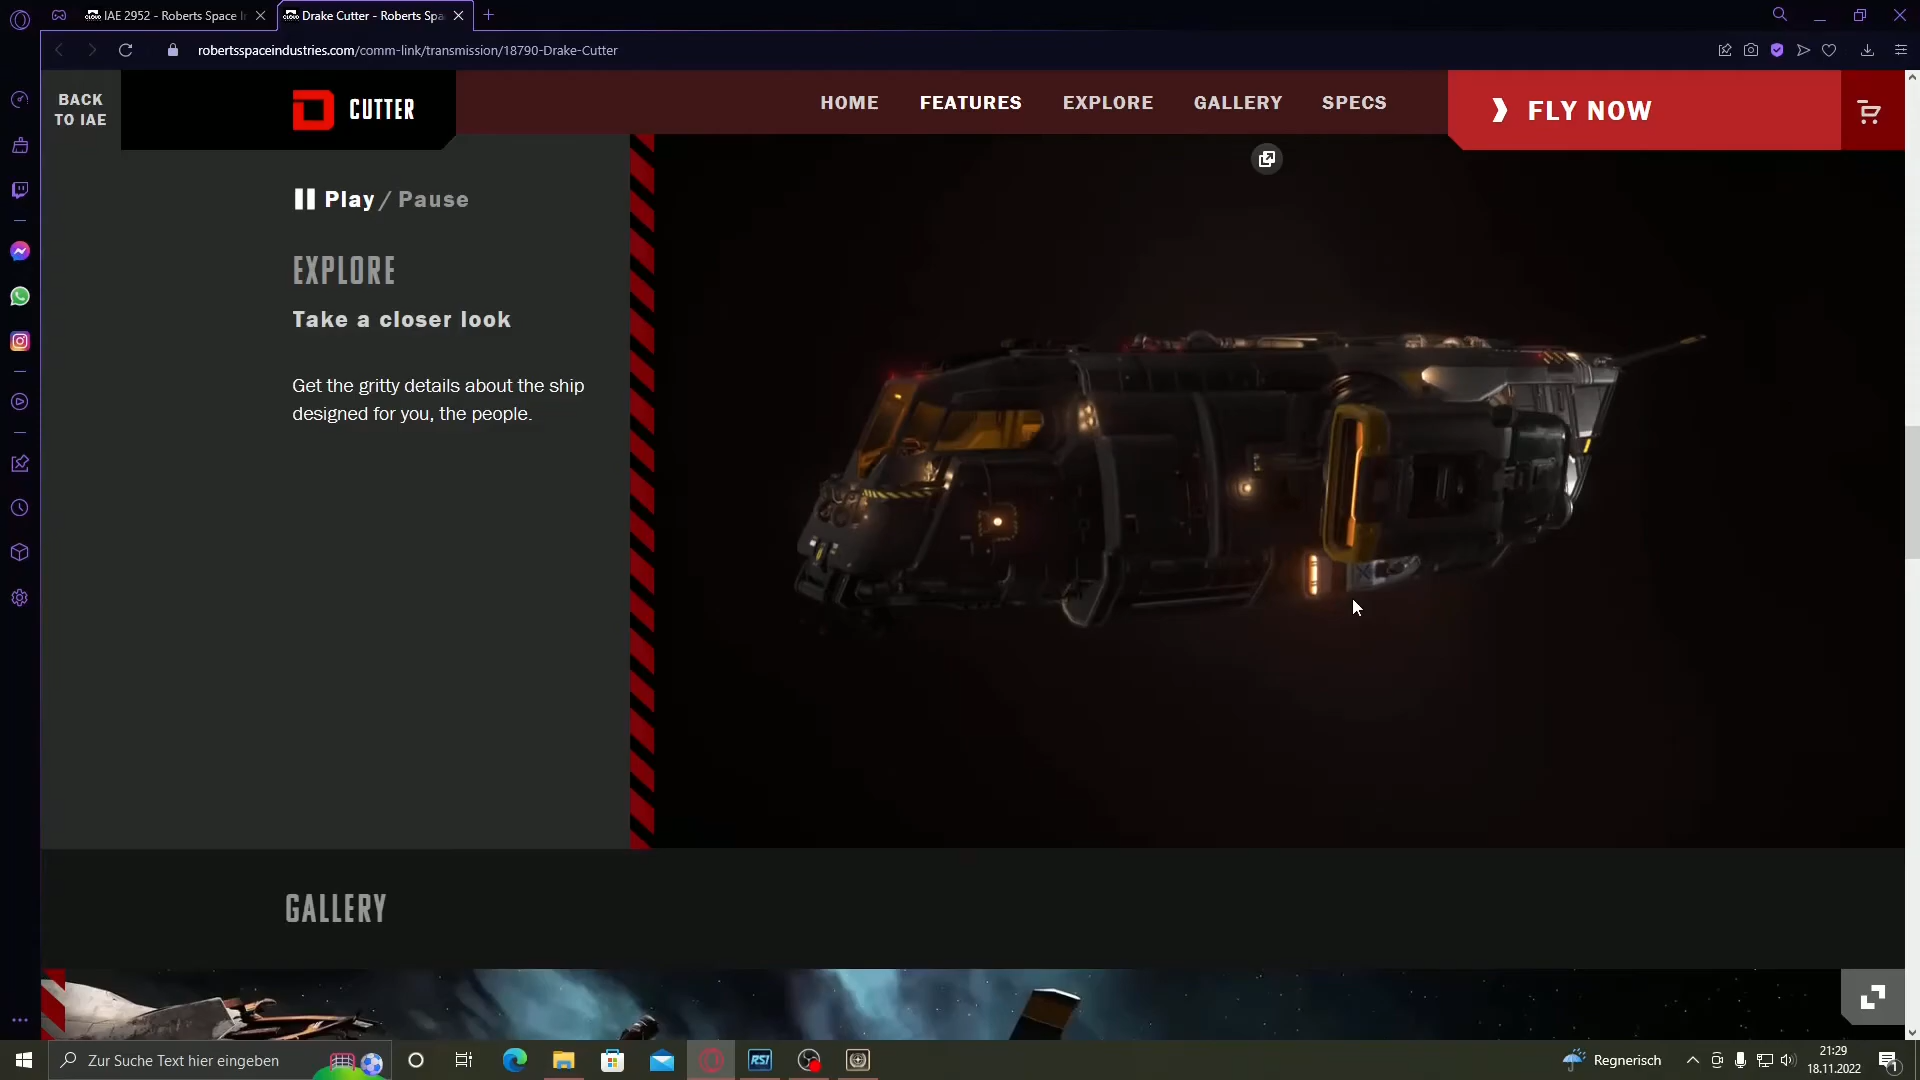 IAE 2952 - Roberts Space In
Drake Cutter - Roberts Spa
robertsspaceindustries.com/comm-link/transmission/18790-Drake-Cutter
BACK
TO IAE
CUTTER
HOME
FEATURES
EXPLORE
GALLERY
SPECS
FLY NOW
Play / Pause
EXPLORE
Take a closer look
Get the gritty details about the ship
designed for you, the people.
GALLERY
Zur Suche Text hier eingeben
RSI
Regnerisch
21:29
18.11.2022
1